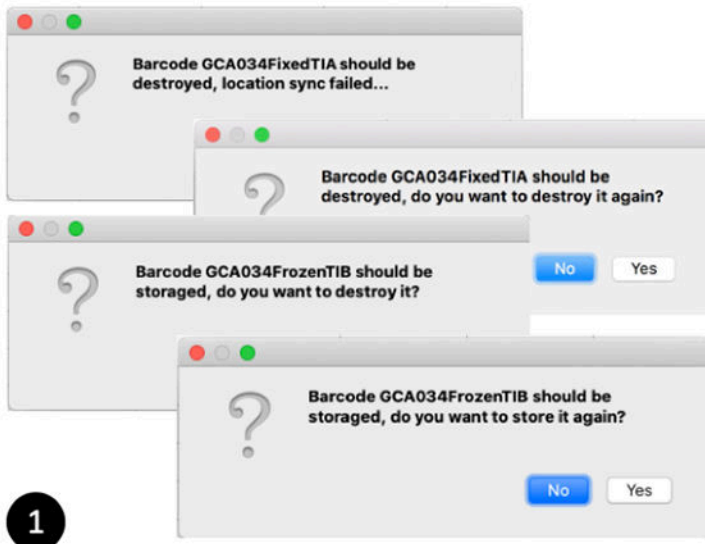 Barcode GCA034FixedTIA should be
destroyed, location sync failed...
Barcode GCA034FixedTIA should be
destroyed, do you want to destroy it again?
No Yes
Barcode GCA034FrozenTIB should be
storaged, do you want to destroy it?
Barcode GCA034FrozenTIB should be
storaged, do you want to store it again?
No Yes
1